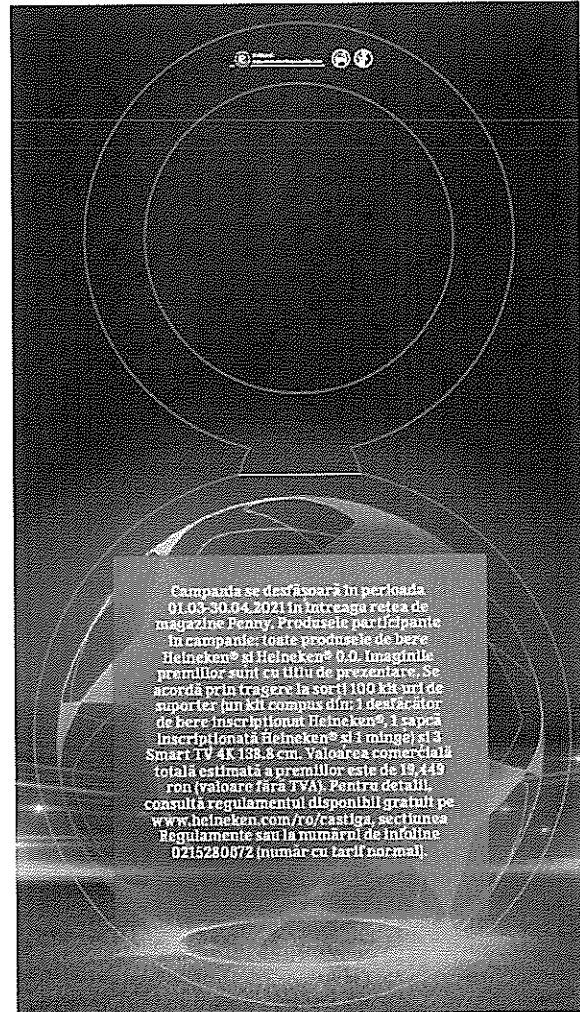 Campania se desfășoară în perioada
01.03-30.04.2021 în întreaga rețea de
magazine Penny. Produsele participante
în campanie: toate produsele de bere
Heineken® și Heineken® 0.0. Imaginile
premiilor sunt cu titlu de prezentare. Se
acordă prin tragere la sorți 100 kit-uri de
suporter (un kit compus din: 1 desfăcător
de bere inscripționat Heineken®, 1 șapcă
inscripționată Heineken® și 1 minge) și 3
Smart TV 4K 138.8 cm. Valoarea comercială
totală estimată a premiilor este de 19,449
ron (valoare fără TVA). Pentru detalii,
consultă regulamentul disponibil gratuit pe
www.heineken.com/ro/castiga, secțiunea
Regulamente sau la numărul de infoline
0215280672 (număr cu tarif normal).